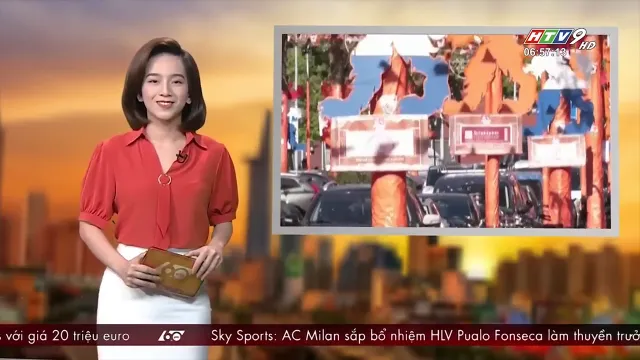 HTV9 HD
06:57:13
% với giá 20 triệu euro 60 Sky Sports: AC Milan sắp bổ nhiệm HLV Pualo Fonseca làm thuyền trưở